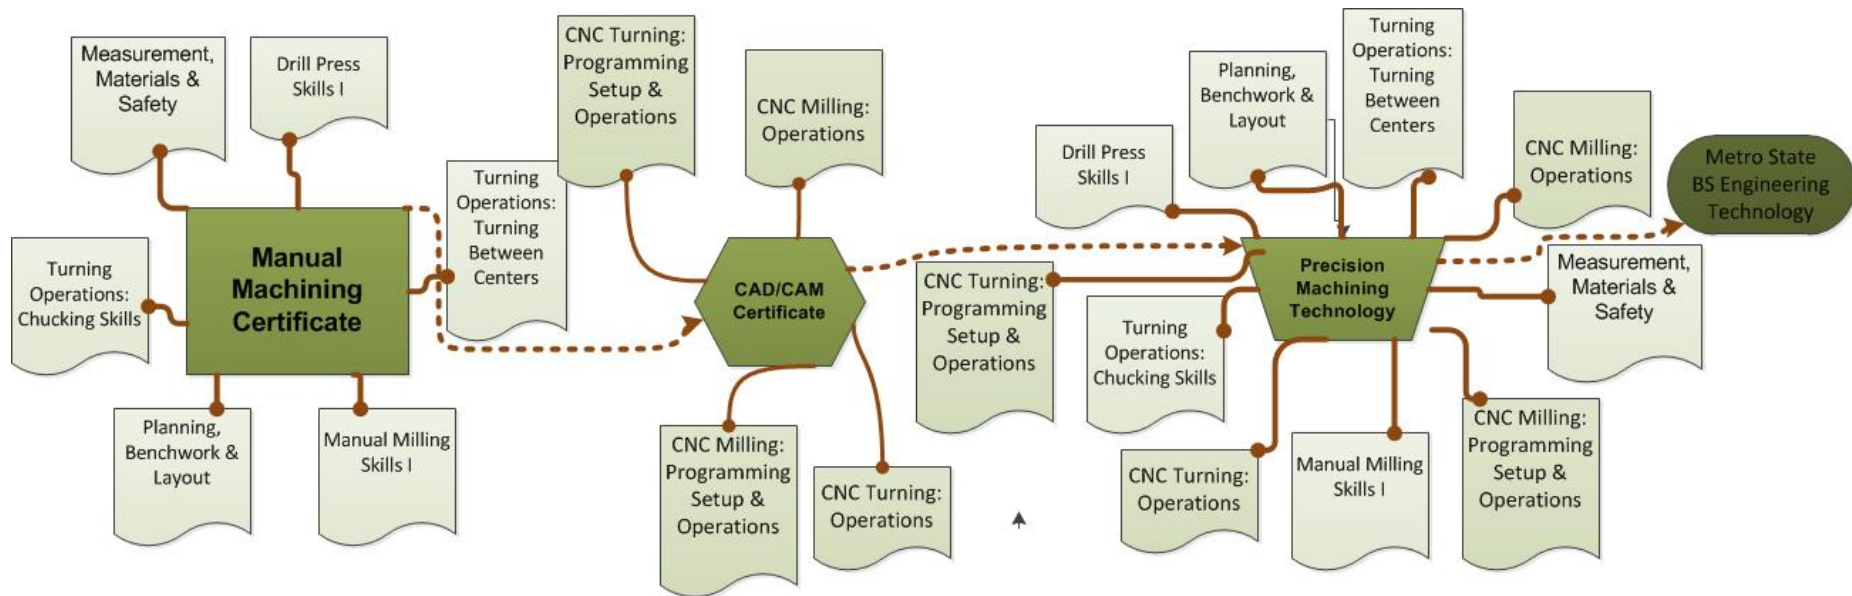 Measurement,
Materials &
Safety
Drill Press
Skills I
Turning
Operations:
Chucking Skills
Manual
Machining
Certificate
Turning
Operations:
Turning
Between
Centers
Planning,
Benchwork &
Layout
Manual Milling
Skills I
CNC Turning:
Programming
Setup &
Operations
CNC Milling:
Operations
CAD/CAM
Certificate
CNC Milling:
Programming
Setup &
Operations
CNC Turning:
Operations
Drill Press
Skills I
Planning,
Benchwork &
Layout
Turning
Operations:
Turning
Between
Centers
CNC Milling:
Operations
Metro State
BS Engineering
Technology
CNC Turning:
Programming
Setup &
Operations
Precision
Machining
Technology
Measurement,
Materials &
Safety
Turning
Operations:
Chucking Skills
CNC Turning:
Operations
Manual Milling
Skills I
CNC Milling:
Programming
Setup &
Operations